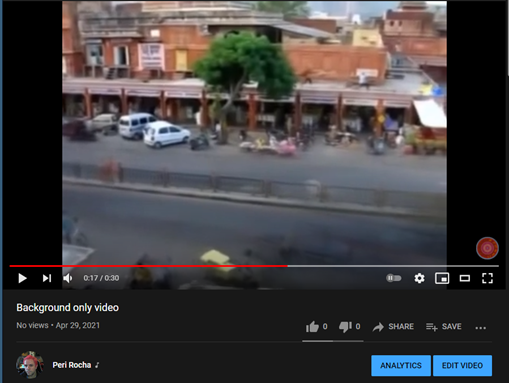 0:17 / 0:30
Background only video
No views • Apr 29, 2021
0
0
SHARE
SAVE
Peri Rocha
ANALYTICS
EDIT VIDEO